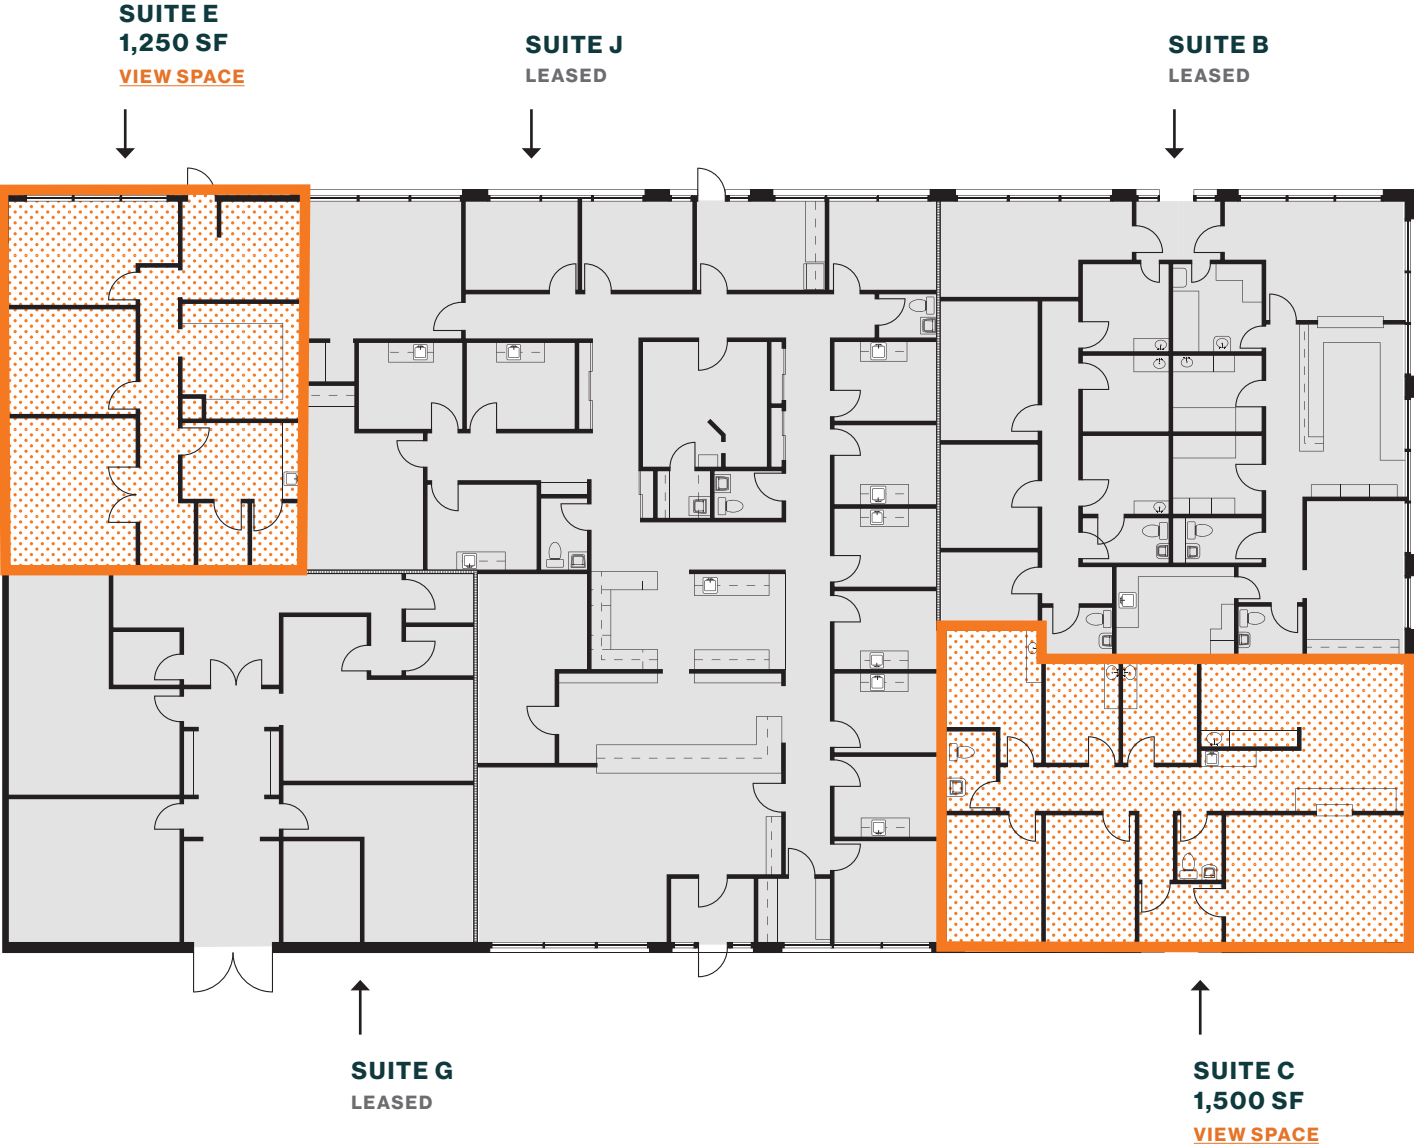 SUITE E
1,250 SF
VIEW SPACE
SUITE J
LEASED
SUITE B
LEASED
SUITE G
LEASED
SUITE C
1,500 SF
VIEW SPACE